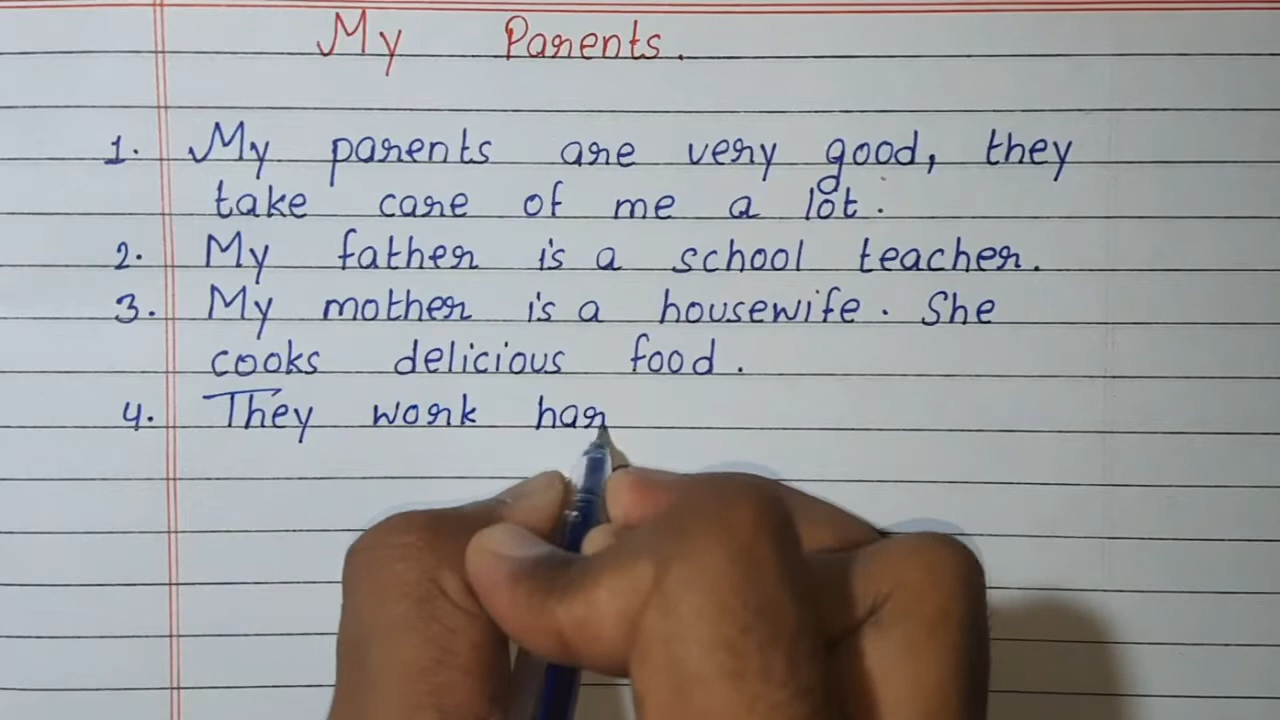 My Parents.
1. My parents are very good, they
take care of me a lot.
2. My father is a school teacher.
3. My mother is a housewife. She
cooks delicious food.
4. They work har